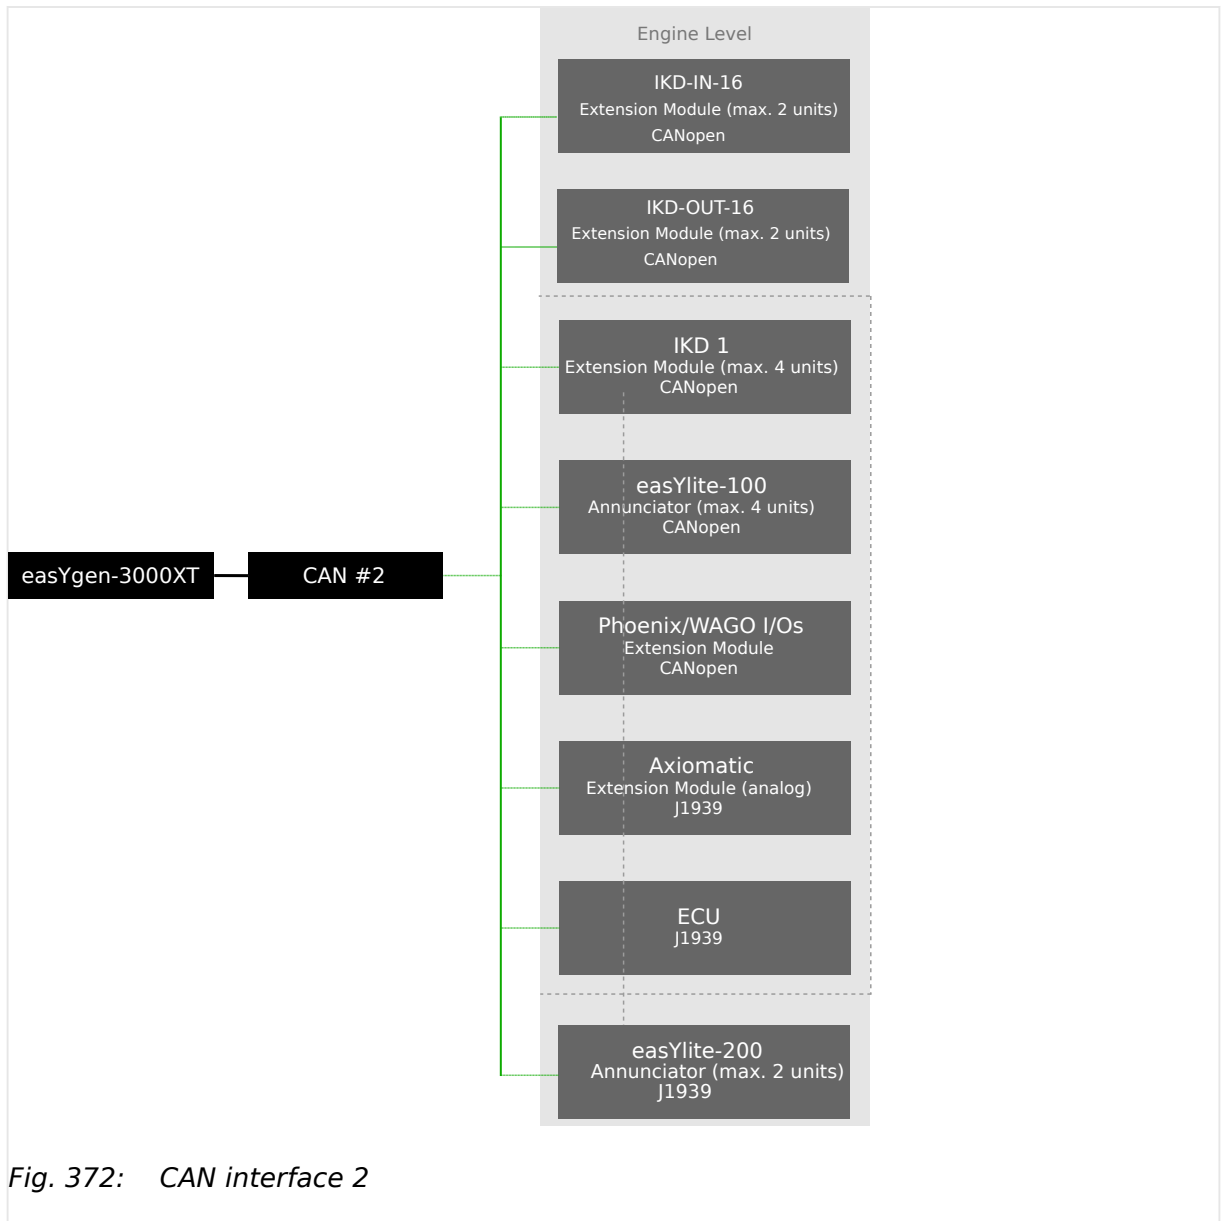 Engine Level
IKD-IN-16
Extension Module (max. 2 units)
CANopen
IKD-OUT-16
Extension Module (max. 2 units)
CANopen
IKD 1
Extension Module (max. 4 units)
CANopen
easYlite-100
Annunciator (max. 4 units)
CANopen
easYgen-3000XT
CAN #2
Phoenix/WAGO I/Os
Extension Module
CANopen
Axiomatic
Extension Module (analog)
J1939
ECU
J1939
easYlite-200
Annunciator (max. 2 units)
J1939
Fig. 372: CAN interface 2